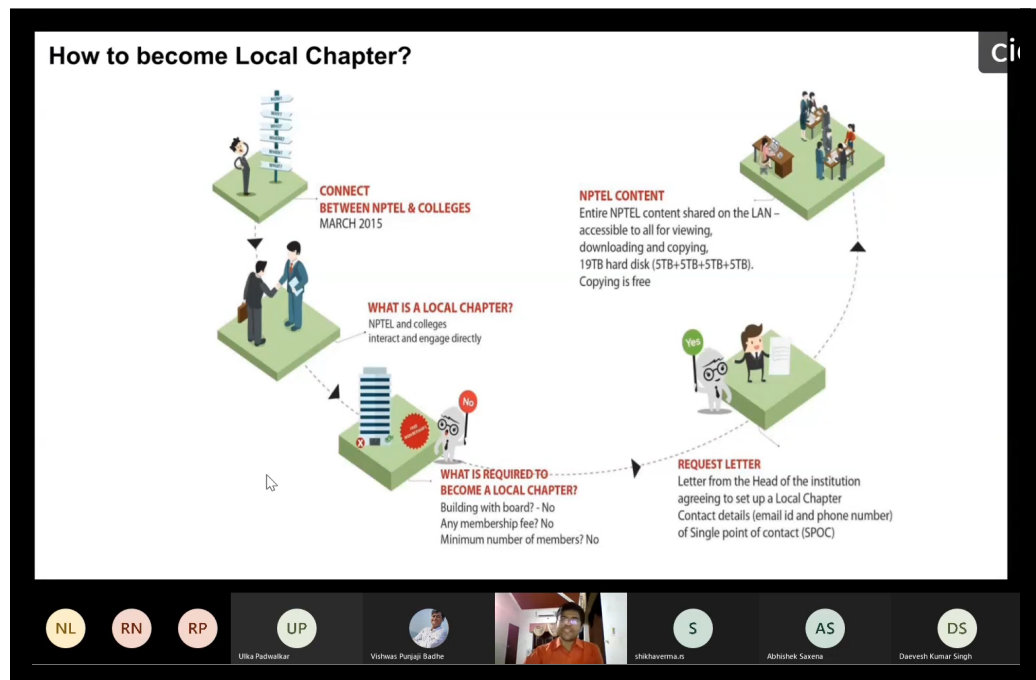 How to become Local Chapter?
CONNECT
BETWEEN NPTEL & COLLEGES
MARCH 2015
WHAT IS A LOCAL CHAPTER?
NPTEL and colleges
interact and engage directly
No
WHAT IS REQUIRED TO
BECOME A LOCAL CHAPTER?
Building with board? - No
Any membership fee? No
Minimum number of members? No
Yes
REQUEST LETTER
Letter from the Head of the institution
agreeing to set up a Local Chapter
Contact details (email id and phone number)
of Single point of contact (SPOC)
NPTEL CONTENT
Entire NPTEL content shared on the LAN –
accessible to all for viewing,
downloading and copying,
19TB hard disk (5TB+5TB+5TB+5TB).
Copying is free
NL
RN
RP
UP
Ulka Padwalkar
Vishwas Punjaji Badhe
S
shikhaverma.rs
AS
Abhishek Saxena
DS
Daevesh Kumar Singh